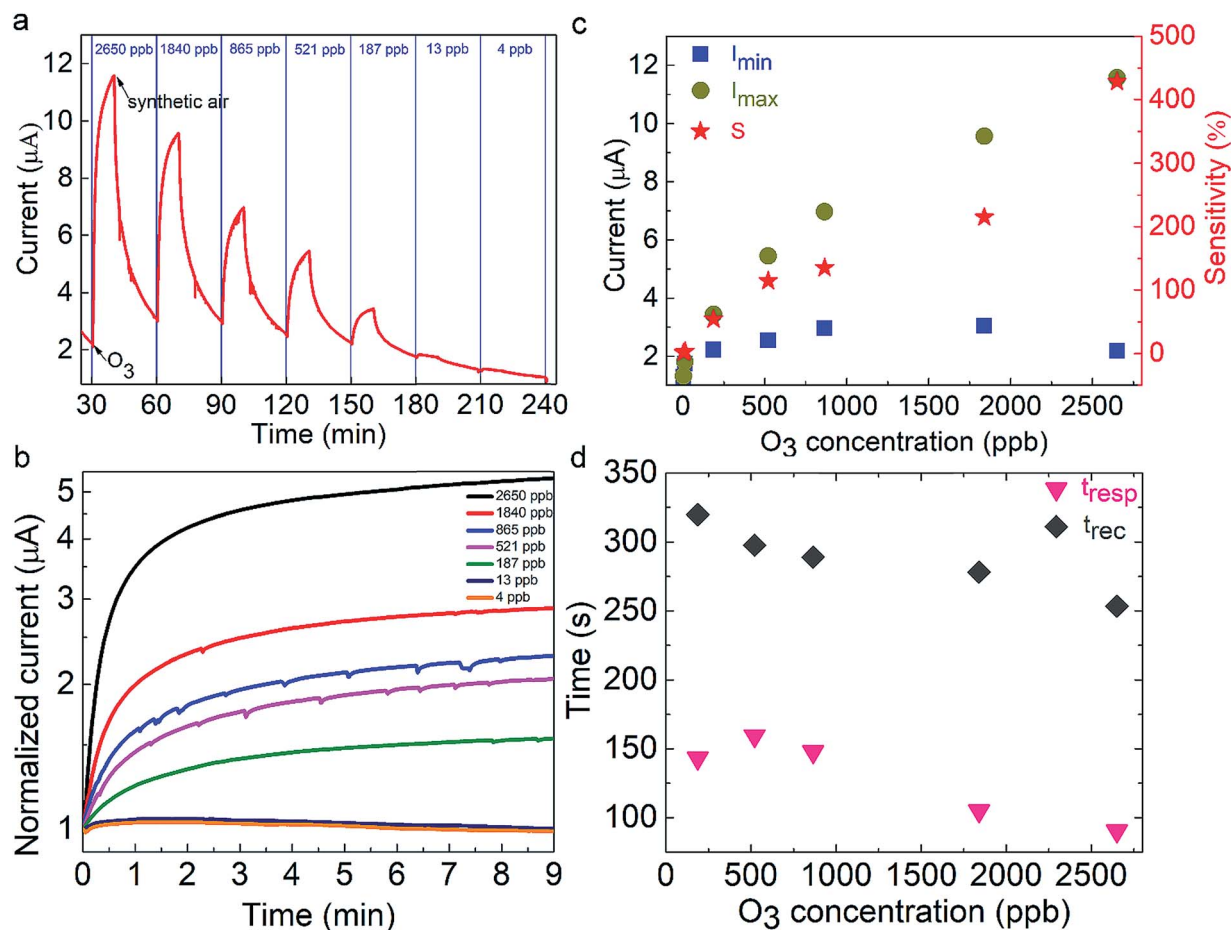 a
2650 ppb 1840 ppb 865 ppb 521 ppb 187 ppb 13 ppb 4 ppb
12
10
8
6
4
2
Current (μA)
synthetic air
O3
30 60 90 120 150 180 210 240
Time (min)
b
5
4
3
2
1
Normalized current (μA)
2650 ppb
1840 ppb
865 ppb
521 ppb
187 ppb
13 ppb
4 ppb
0 1 2 3 4 5 6 7 8 9
Time (min)
c
12
10
8
6
4
2
Current (μA)
Imin
Imax
S
500
400
300
200
100
0
Sensitivity (%)
0 500 1000 1500 2000 2500
O3 concentration (ppb)
d
350
300
250
200
150
100
Time (s)
tresp
trec
0 500 1000 1500 2000 2500
O3 concentration (ppb)